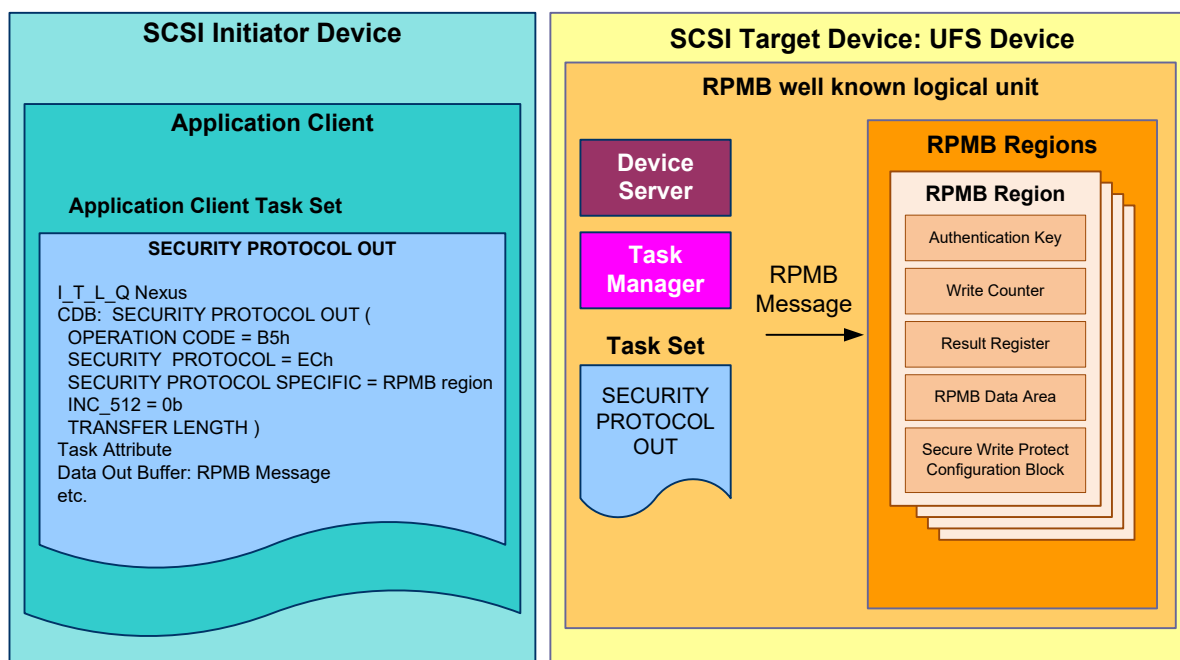 SCSI Initiator Device
Application Client
Application Client Task Set
SECURITY PROTOCOL OUT
I_T_L_Q Nexus
CDB: SECURITY PROTOCOL OUT (
OPERATION CODE = B5h
SECURITY PROTOCOL = ECh
SECURITY PROTOCOL SPECIFIC = RPMB region
INC_512 = 0b
TRANSFER LENGTH )
Task Attribute
Data Out Buffer: RPMB Message
etc.
SCSI Target Device: UFS Device
RPMB well known logical unit
Device
Server
Task
Manager
Task Set
SECURITY
PROTOCOL
OUT
RPMB
Message
RPMB Regions
RPMB Region
Authentication Key
Write Counter
Result Register
RPMB Data Area
Secure Write Protect
Configuration Block